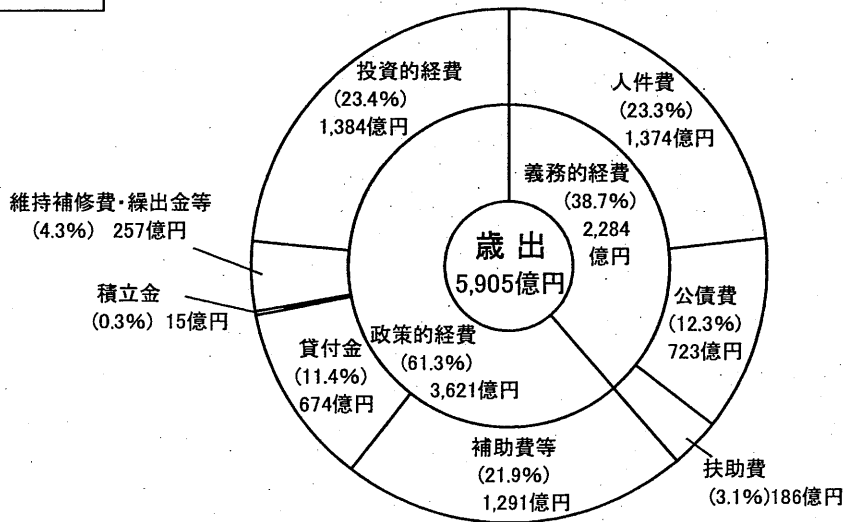 歳出
5,905億円
義務的経費
(38.7%)
2,284
億円
政策的経費
(61.3%)
3,621億円
人件費
(23.3%)
1,374億円
公債費
(12.3%)
723億円
扶助費
(3.1%)186億円
補助費等
(21.9%)
1,291億円
貸付金
(11.4%)
674億円
積立金
(0.3%) 15億円
維持補修費・繰出金等
(4.3%) 257億円
投資的経費
(23.4%)
1,384億円